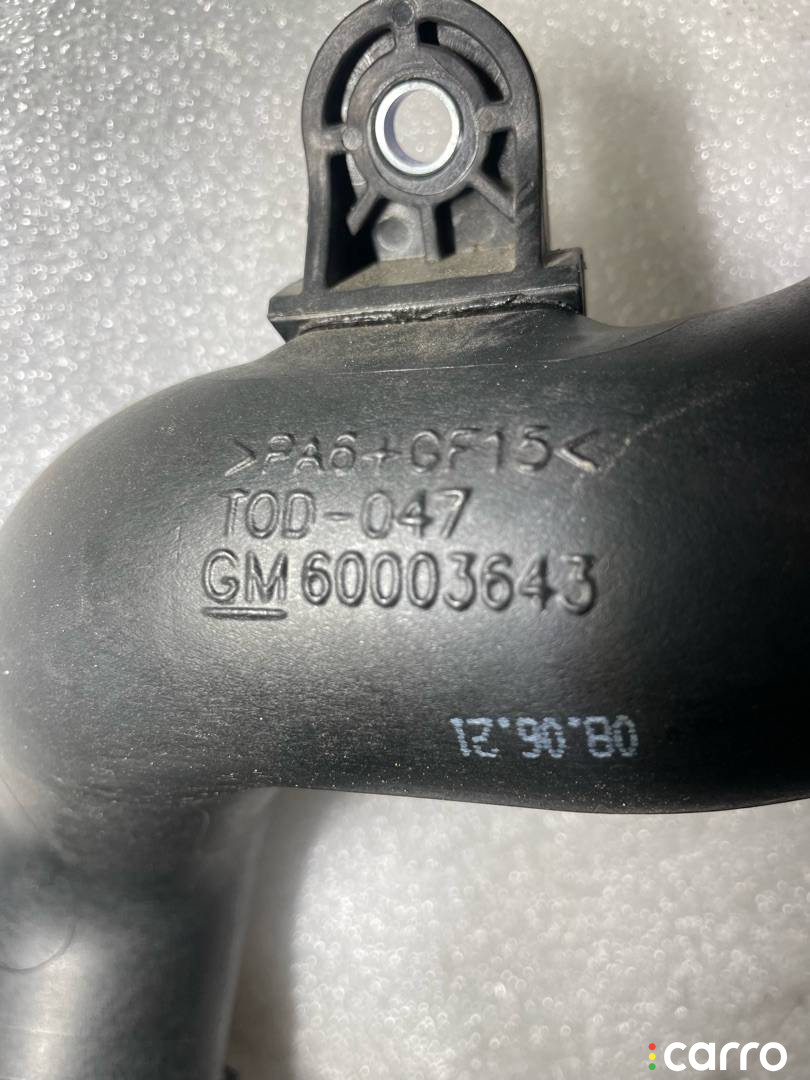 >PA6+GF15<
TOD-047
GM 60003643
08.06.21
carro